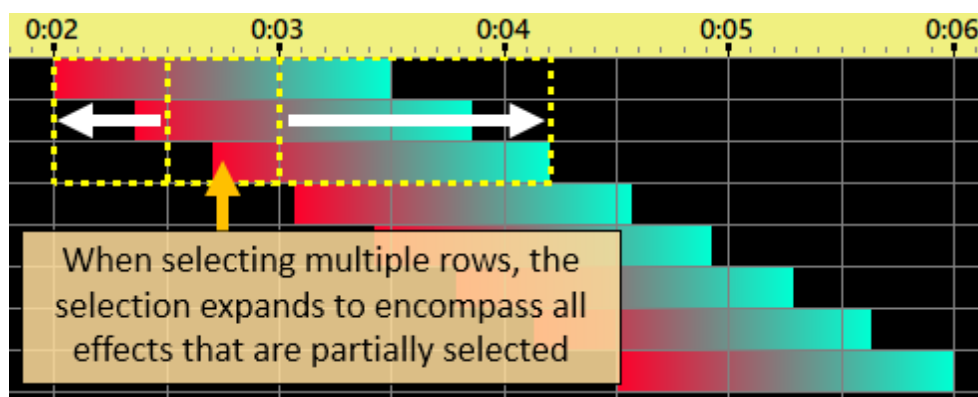 0:02 0:03 0:04 0:05 0:06
When selecting multiple rows, the
selection expands to encompass all
effects that are partially selected